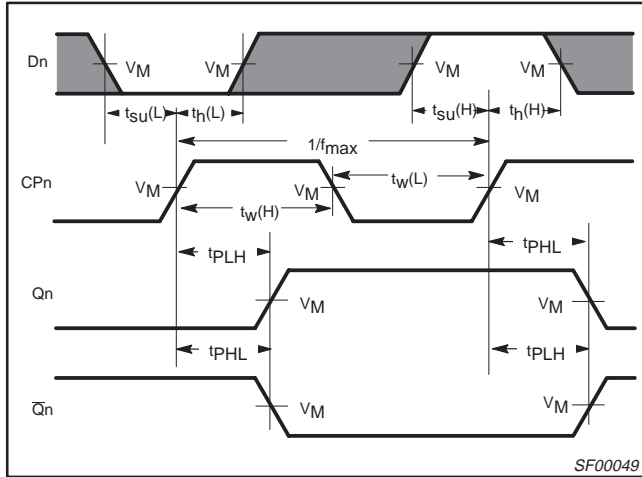 Dn VM VM VM VM
tsu(L) th(L) tsu(H) th(H)
1/fmax
CPn VM VM tw(L) VM
tw(H)
tPLH tPHL
Qn VM VM
tPHL tPLH
Q̅n VM VM
SF00049